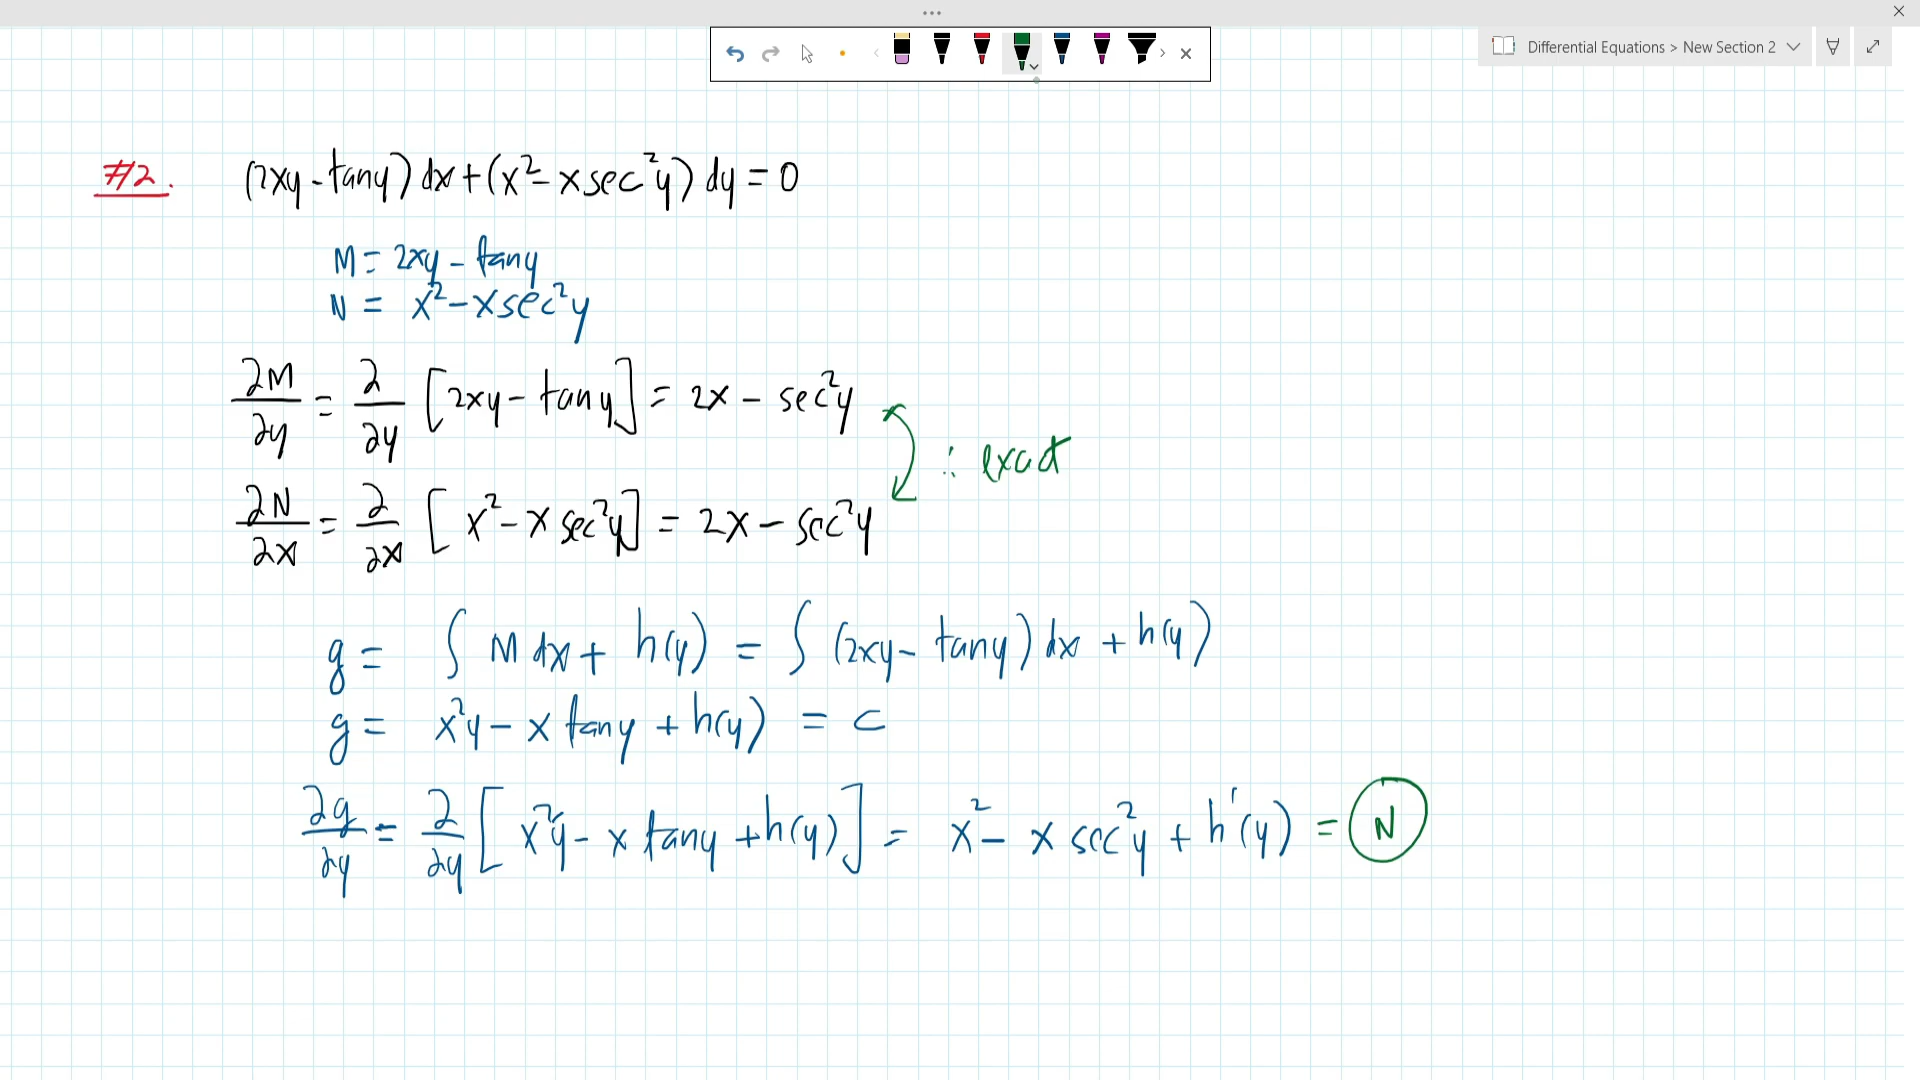 Differential Equations > New Section 2
#2. (2xy - tany) dx + (x² - x sec²y) dy = 0
M = 2xy - tany
N = x² - x sec²y
∂M/∂y = ∂/∂y [2xy - tany] = 2x - sec²y
∴ exact
∂N/∂x = ∂/∂x [x² - x sec²y] = 2x - sec²y
g = ∫ M dx + h(y) = ∫ (2xy - tany) dx + h(y)
g = x²y - x tany + h(y) = c
∂g/∂y = ∂/∂y [x²y - x tany + h(y)] = x² - x sec²y + h'(y) = N